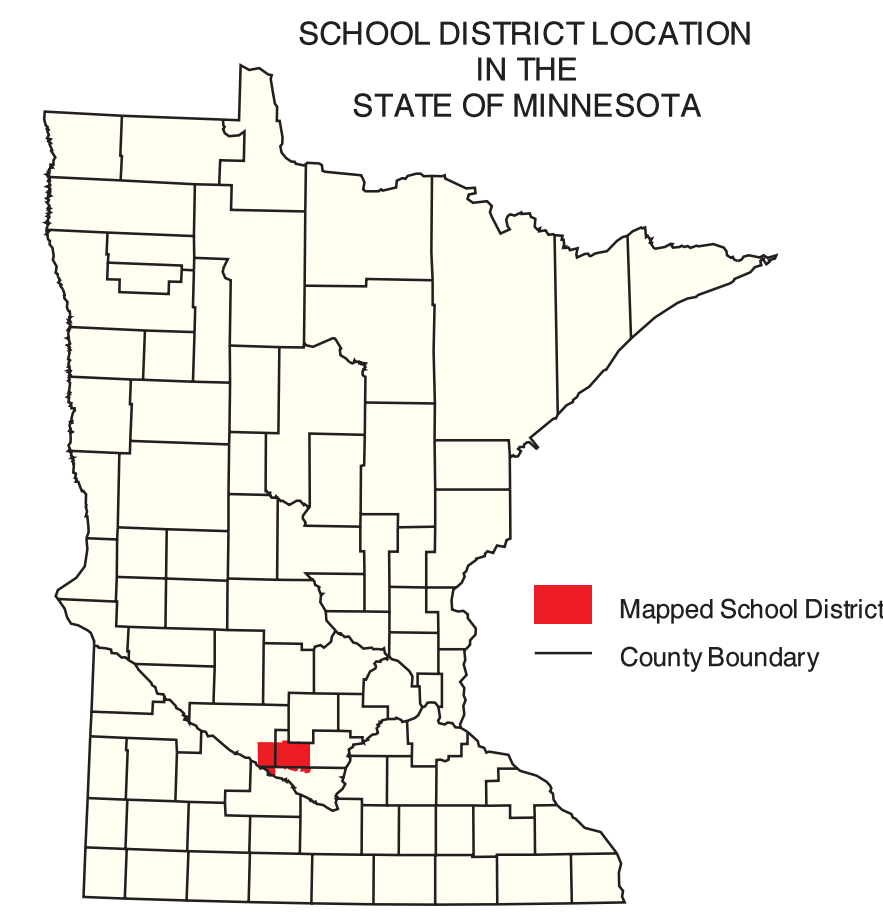 SCHOOL DISTRICT LOCATION
IN THE
STATE OF MINNESOTA
Mapped School District
County Boundary